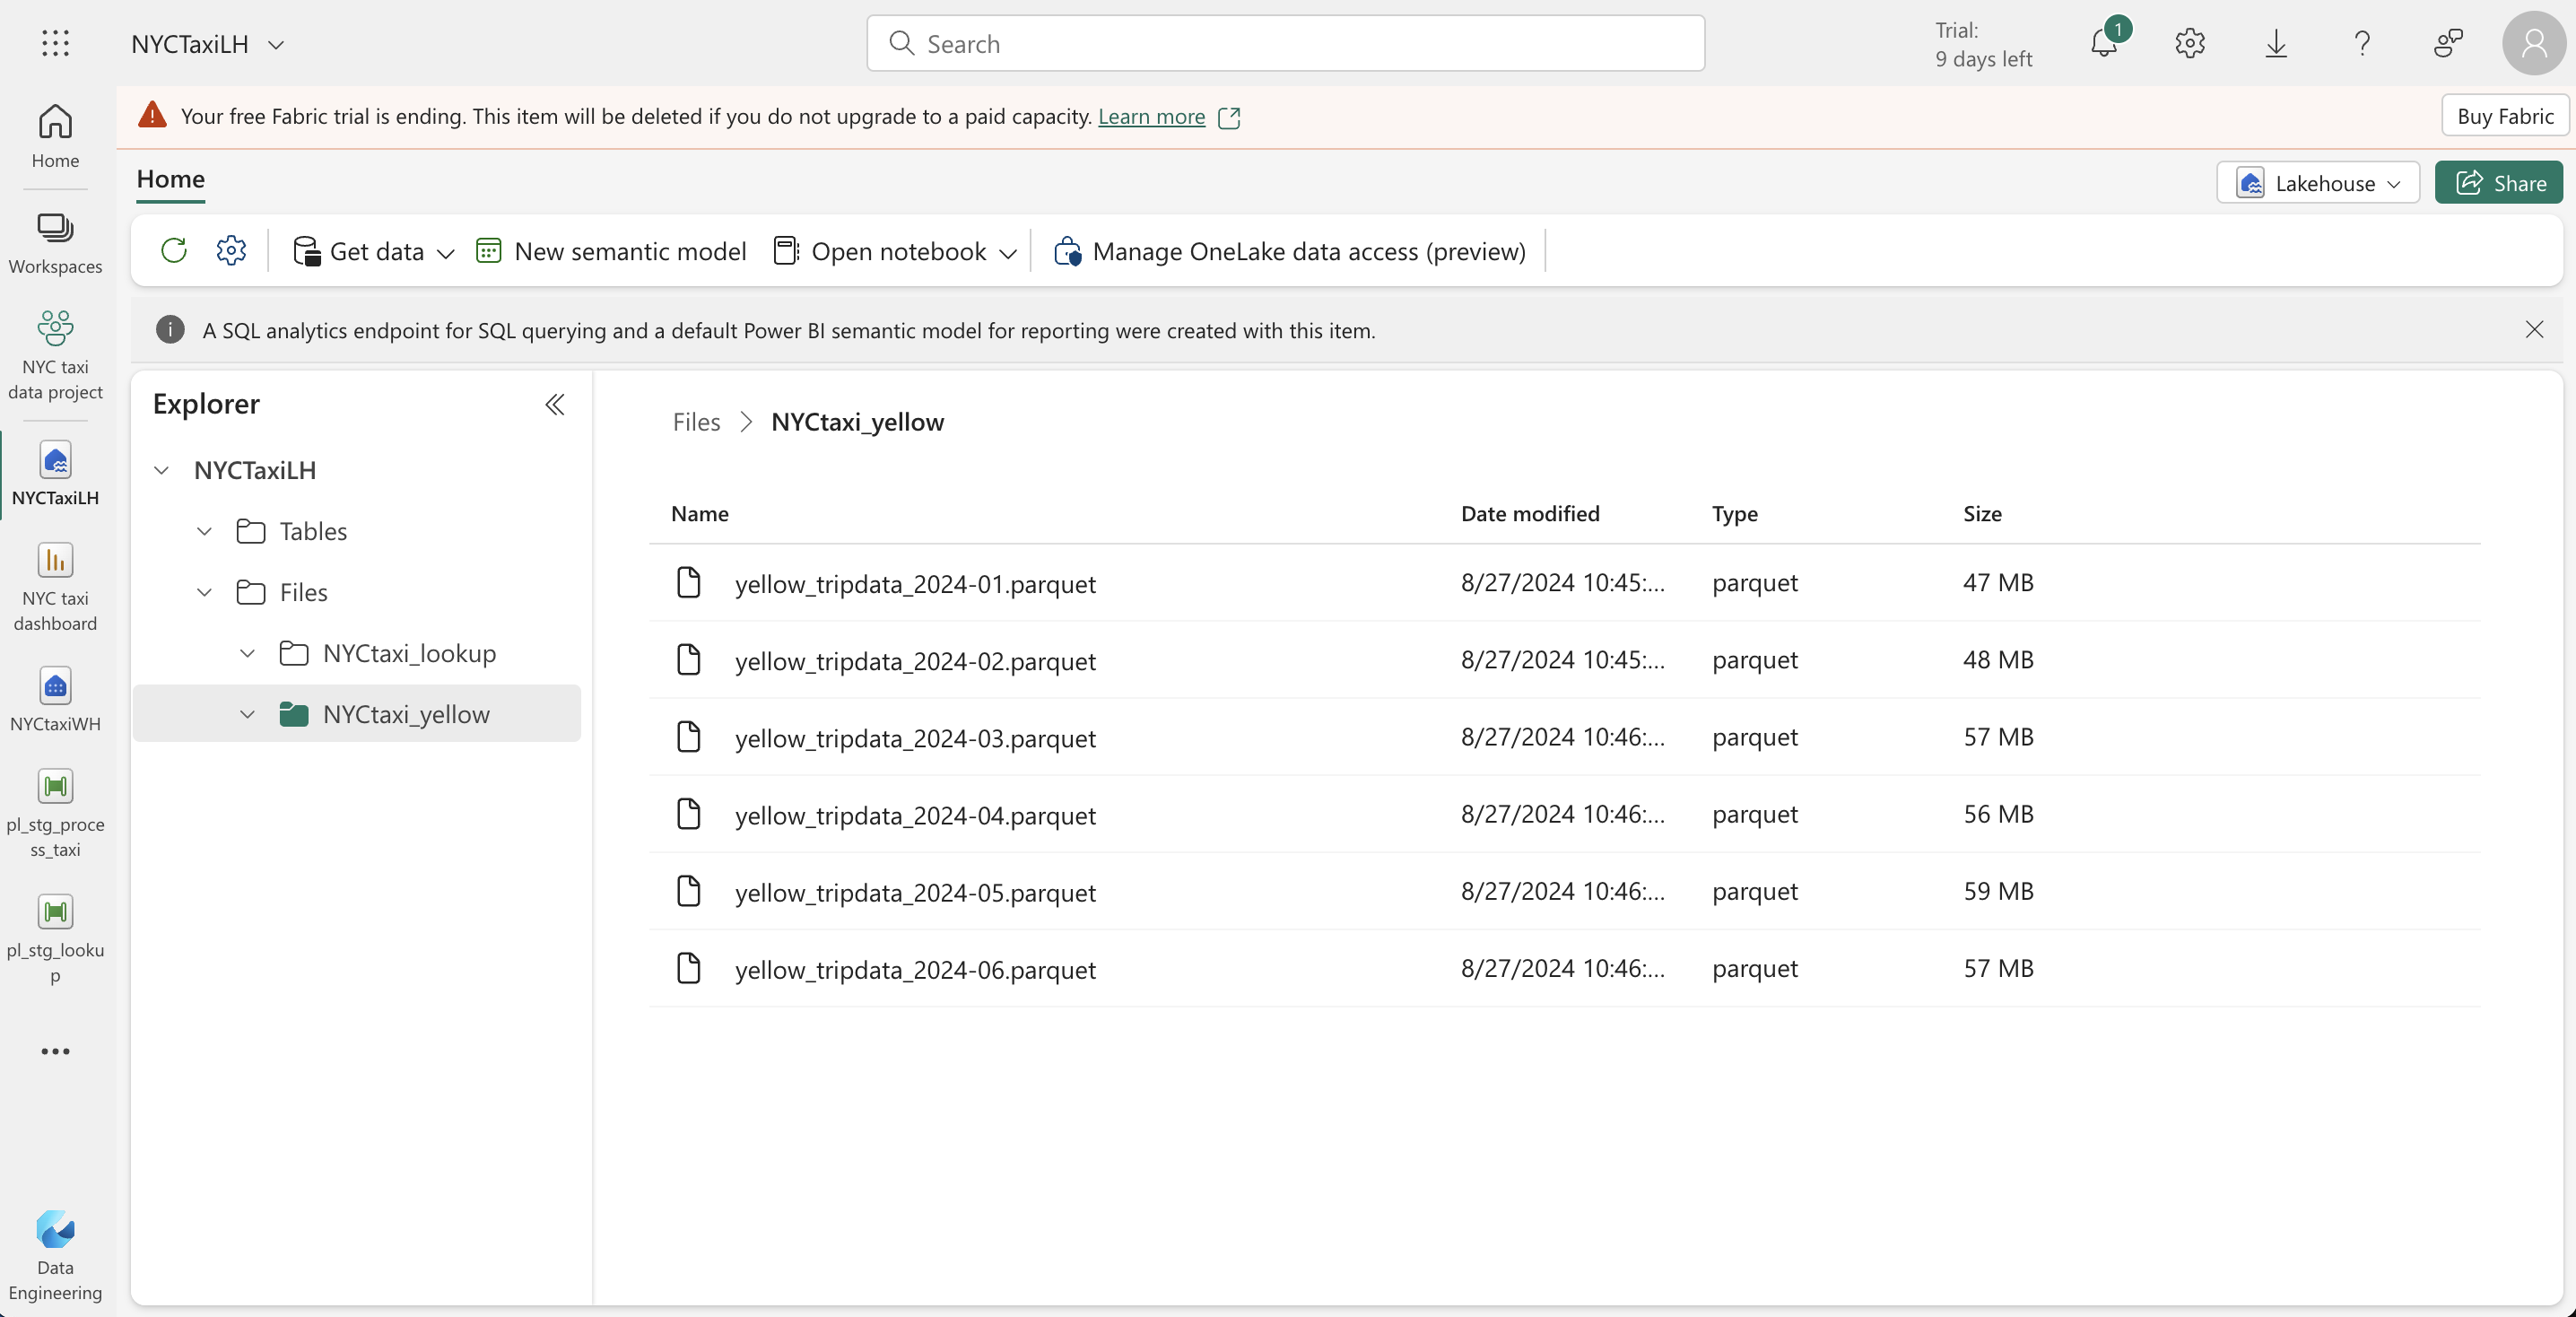 NYCTaxiLH
Search
Trial:
9 days left
1
Your free Fabric trial is ending. This item will be deleted if you do not upgrade to a paid capacity. Learn more
Buy Fabric
Home
Workspaces
NYC taxi
data project
NYCTaxiLH
NYC taxi
dashboard
NYCtaxiWH
pl_stg_proce
ss_taxi
pl_stg_looku
p
Data
Engineering
Home
Lakehouse
Share
Get data
New semantic model
Open notebook
Manage OneLake data access (preview)
A SQL analytics endpoint for SQL querying and a default Power BI semantic model for reporting were created with this item.
Explorer
NYCTaxiLH
Tables
Files
NYCtaxi_lookup
NYCtaxi_yellow
Files > NYCtaxi_yellow
Name Date modified Type Size
yellow_tripdata_2024-01.parquet 8/27/2024 10:45:... parquet 47 MB
yellow_tripdata_2024-02.parquet 8/27/2024 10:45:... parquet 48 MB
yellow_tripdata_2024-03.parquet 8/27/2024 10:46:... parquet 57 MB
yellow_tripdata_2024-04.parquet 8/27/2024 10:46:... parquet 56 MB
yellow_tripdata_2024-05.parquet 8/27/2024 10:46:... parquet 59 MB
yellow_tripdata_2024-06.parquet 8/27/2024 10:46:... parquet 57 MB